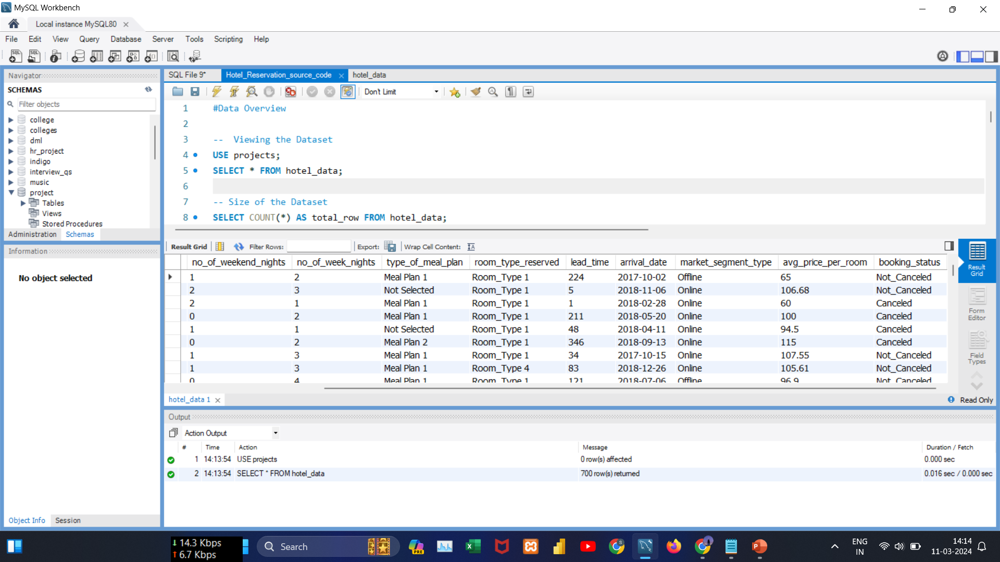 MySQL Workbench
Local instance MySQL80
File Edit View Query Database Server Tools Scripting Help
Navigator
SCHEMAS
Filter objects
college
colleges
dml
hr_project
indigo
interview_qs
music
project
Tables
Views
Stored Procedures
Administration Schemas
Information
No object selected
Object Info Session
SQL File 9* Hotel_Reservation_source_code hotel_data
Don't Limit
1 #Data Overview
2
3 -- Viewing the Dataset
4 USE projects;
5 SELECT * FROM hotel_data;
6
7 -- Size of the Dataset
8 SELECT COUNT(*) AS total_row FROM hotel_data;
Result Grid Filter Rows: Export: Wrap Cell Content:
no_of_weekend_nights no_of_week_nights type_of_meal_plan room_type_reserved lead_time arrival_date market_segment_type avg_price_per_room booking_status
1 2 Meal Plan 1 Room_Type 1 224 2017-10-02 Offline 65 Not_Canceled
2 3 Not Selected Room_Type 1 5 2018-11-06 Online 106.68 Not_Canceled
2 1 Meal Plan 1 Room_Type 1 1 2018-02-28 Online 60 Canceled
0 2 Meal Plan 1 Room_Type 1 211 2018-05-20 Online 100 Canceled
1 1 Not Selected Room_Type 1 48 2018-04-11 Online 94.5 Canceled
0 2 Meal Plan 2 Room_Type 1 346 2018-09-13 Online 115 Canceled
1 3 Meal Plan 1 Room_Type 1 34 2017-10-15 Online 107.55 Not_Canceled
1 3 Meal Plan 1 Room_Type 4 83 2018-12-26 Online 105.61 Not_Canceled
0 4 Meal Plan 1 Room_Type 1 121 2018-07-06 Offline 96.9 Not_Canceled
Result
Grid
Form
Editor
Field
Types
hotel_data 1
Read Only
Output
Action Output
# Time Action Message Duration / Fetch
1 14:13:54 USE projects 0 row(s) affected 0.000 sec
2 14:13:54 SELECT * FROM hotel_data 700 row(s) returned 0.016 sec / 0.000 sec
14.3 Kbps
6.7 Kbps
Search
PRE
ENG
IN
14:14
11-03-2024